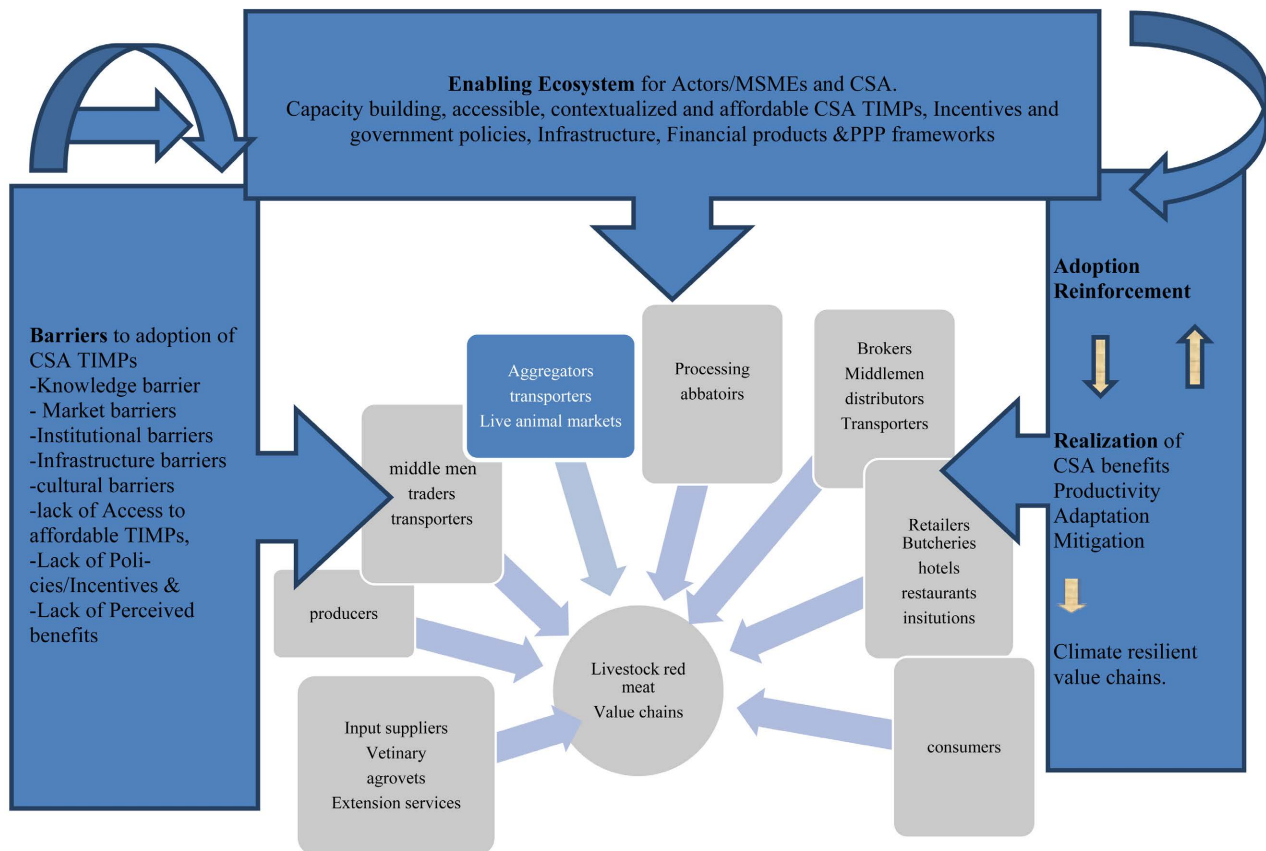 Enabling Ecosystem for Actors/MSMEs and CSA.
Capacity building, accessible, contextualized and affordable CSA TIMPs, Incentives and
government policies, Infrastructure, Financial products &PPP frameworks
Barriers to adoption of
CSA TIMPs
-Knowledge barrier
- Market barriers
-Institutional barriers
-Infrastructure barriers
-cultural barriers
-lack of Access to
affordable TIMPs,
-Lack of Poli-
cies/Incentives &
-Lack of Perceived
benefits
Input suppliers
Vetinary
agrovets
Extension services
producers
middle men
traders
transporters
Aggregators
transporters
Live animal markets
Processing
abbatoirs
Brokers
Middlemen
distributors
Transporters
Retailers
Butcheries
hotels
restaurants
insitutions
consumers
Livestock red
meat
Value chains
Adoption
Reinforcement
Realization of
CSA benefits
Productivity
Adaptation
Mitigation
Climate resilient
value chains.